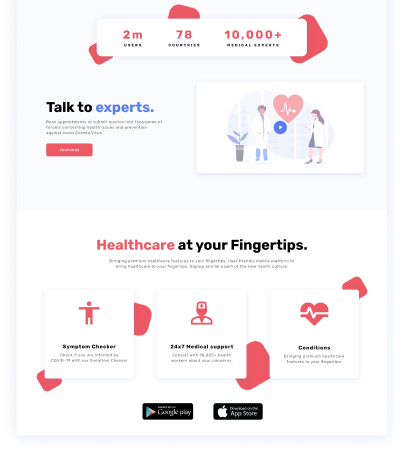 2m 78 10,000+
USERS COUNTRIES MEDICAL EXPERTS
Talk to experts.
Book appointments or submit queries into thousands of
forums concerning health issues and prevention
against novel Corona Virus.
FEATURES
Healthcare at your Fingertips.
Bringing premium healthcare features to your fingertips. User friendly mobile platform to
bring healthcare to your fingertips. Signup and be a part of the new health culture.
Symptom Checker
Check if you are infected by
COVID-19 with our Symptom Checker
24x7 Medical support
Consult with 10,000+ health
workers about your concerns.
Conditions
Bringing premium healthcare
features to your fingertips.
Google play
Download on the
App Store